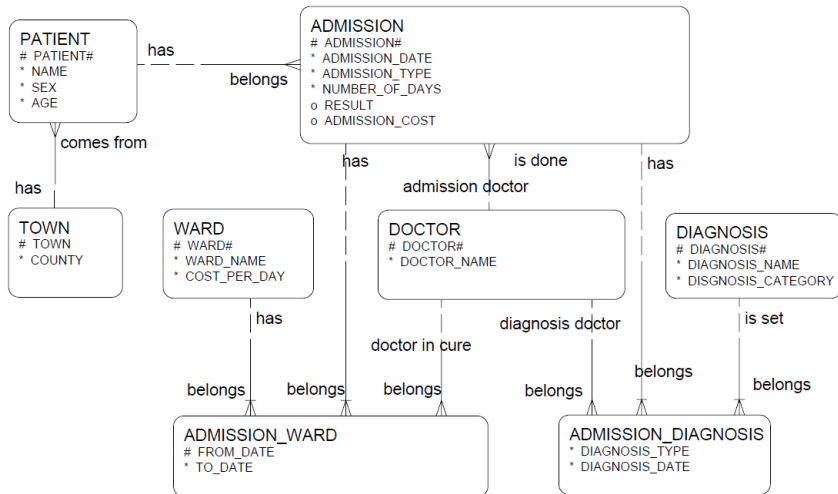 PATIENT
# PATIENT#
* NAME
* SEX
* AGE
has
belongs
ADMISSION
# ADMISSION#
* ADMISSION_DATE
* ADMISSION_TYPE
* NUMBER_OF_DAYS
o RESULT
o ADMISSION_COST
comes from
has
has
is done
has
admission doctor
TOWN
# TOWN
* COUNTY
WARD
# WARD#
* WARD_NAME
* COST_PER_DAY
DOCTOR
# DOCTOR#
* DOCTOR_NAME
DIAGNOSIS
# DIAGNOSIS#
* DIAGNOSIS_NAME
* DISGNOSIS_CATEGORY
has
doctor in cure
diagnosis doctor
is set
belongs
belongs
belongs
belongs
belongs
belongs
ADMISSION_WARD
# FROM_DATE
* TO_DATE
ADMISSION_DIAGNOSIS
* DIAGNOSIS_TYPE
* DIAGNOSIS_DATE